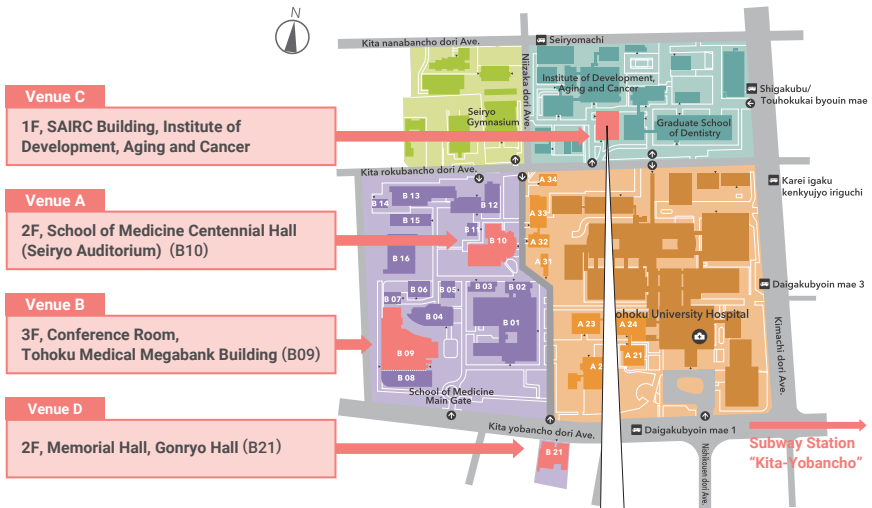 N
Kita nanabancho dori Ave.
Seiryomachi
Niizaka dori Ave.
Institute of Development,
Aging and Cancer
Shigakubu/
Touhokukai byouin mae
Venue C
1F, SAIRC Building, Institute of
Development, Aging and Cancer
Seiryo
Gymnasium
Graduate School
of Dentistry
Kita rokubancho dori Ave.
Karei igaku
kenkyujyo iriguchi
A 34
B 13
B 14
B 12
A 33
B 15
Venue A
2F, School of Medicine Centennial Hall
(Seiryo Auditorium) (B10)
B 11
B 10
A 32
B 16
A 31
Daigakubyoin mae 3
B 06
B 05
B 03
B 02
B 07
Venue B
3F, Conference Room,
Tohoku Medical Megabank Building (B09)
B 04
B 01
ohoku University Hospital
A 23
A 24
Kimachi dori Ave.
B 09
A 21
A 2
B 08
School of Medicine
Main Gate
Venue D
2F, Memorial Hall, Gonryo Hall (B21)
Kita yobancho dori Ave.
Daigakubyoin mae 1
B 21
Nishikouen dori Ave.
Subway Station
“Kita-Yobancho”